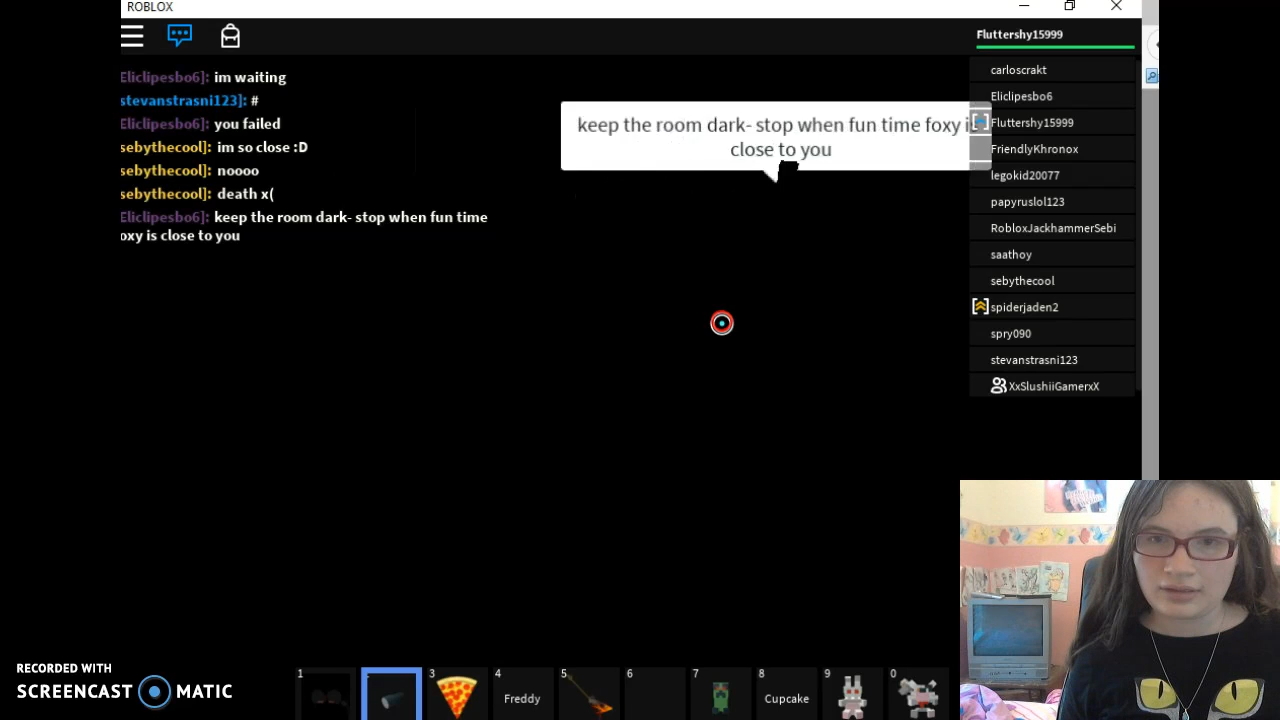 ROBLOX
Fluttershy15999
Eliclipesbo6]: im waiting
stevanstrasni123]: #
Eliclipesbo6]: you failed
sebythecool]: im so close :D
sebythecool]: noooo
sebythecool]: death x(
Eliclipesbo6]: keep the room dark- stop when fun time
oxy is close to you
keep the room dark- stop when fun time foxy i
close to you
carloscrakt
Eliclipesbo6
Fluttershy15999
FriendlyKhronox
legokid20077
papyruslol123
RobloxJackhammerSebi
saathoy
sebythecool
spiderjaden2
spry090
stevanstrasni123
XxSlushiiGamerxX
RECORDED WITH
SCREENCAST MATIC
1
3
4
Freddy
5
6
7
8
Cupcake
9
0